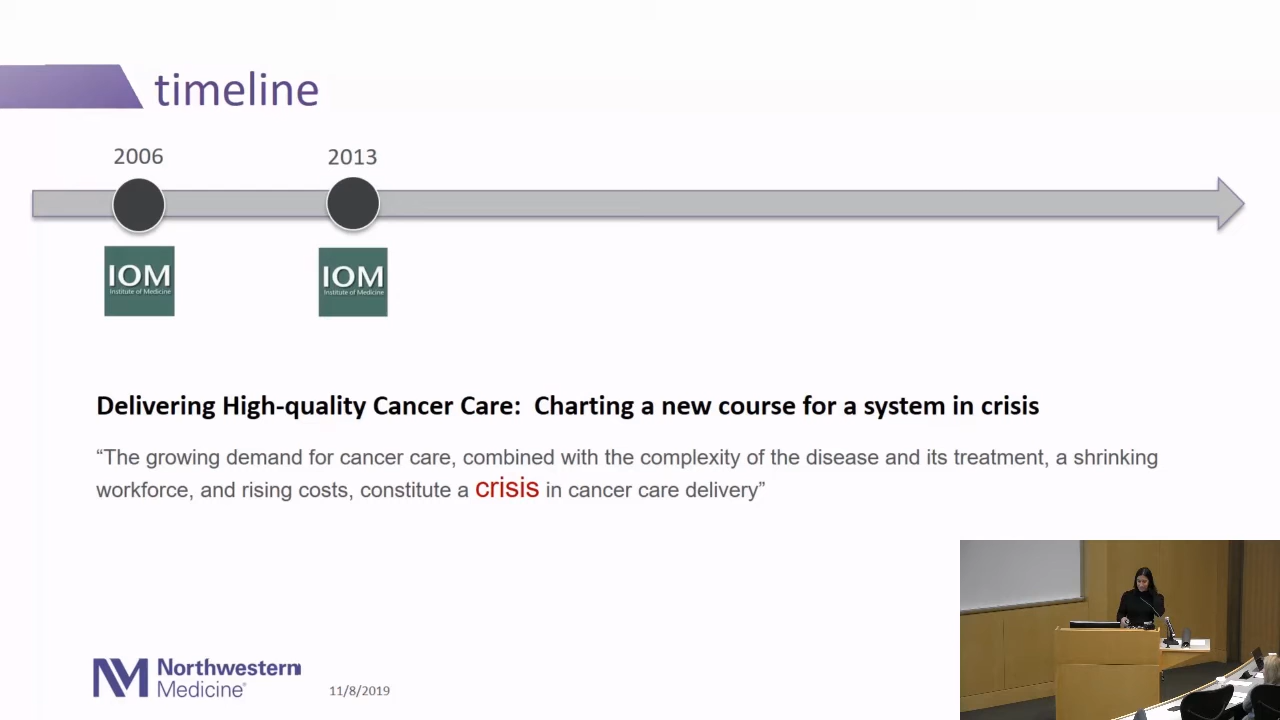 timeline
2006 2013
IOM IOM
Institute of Medicine Institute of Medicine
Delivering High-quality Cancer Care: Charting a new course for a system in crisis
“The growing demand for cancer care, combined with the complexity of the disease and its treatment, a shrinking
workforce, and rising costs, constitute a crisis in cancer care delivery”
Northwestern
Medicine®
11/8/2019